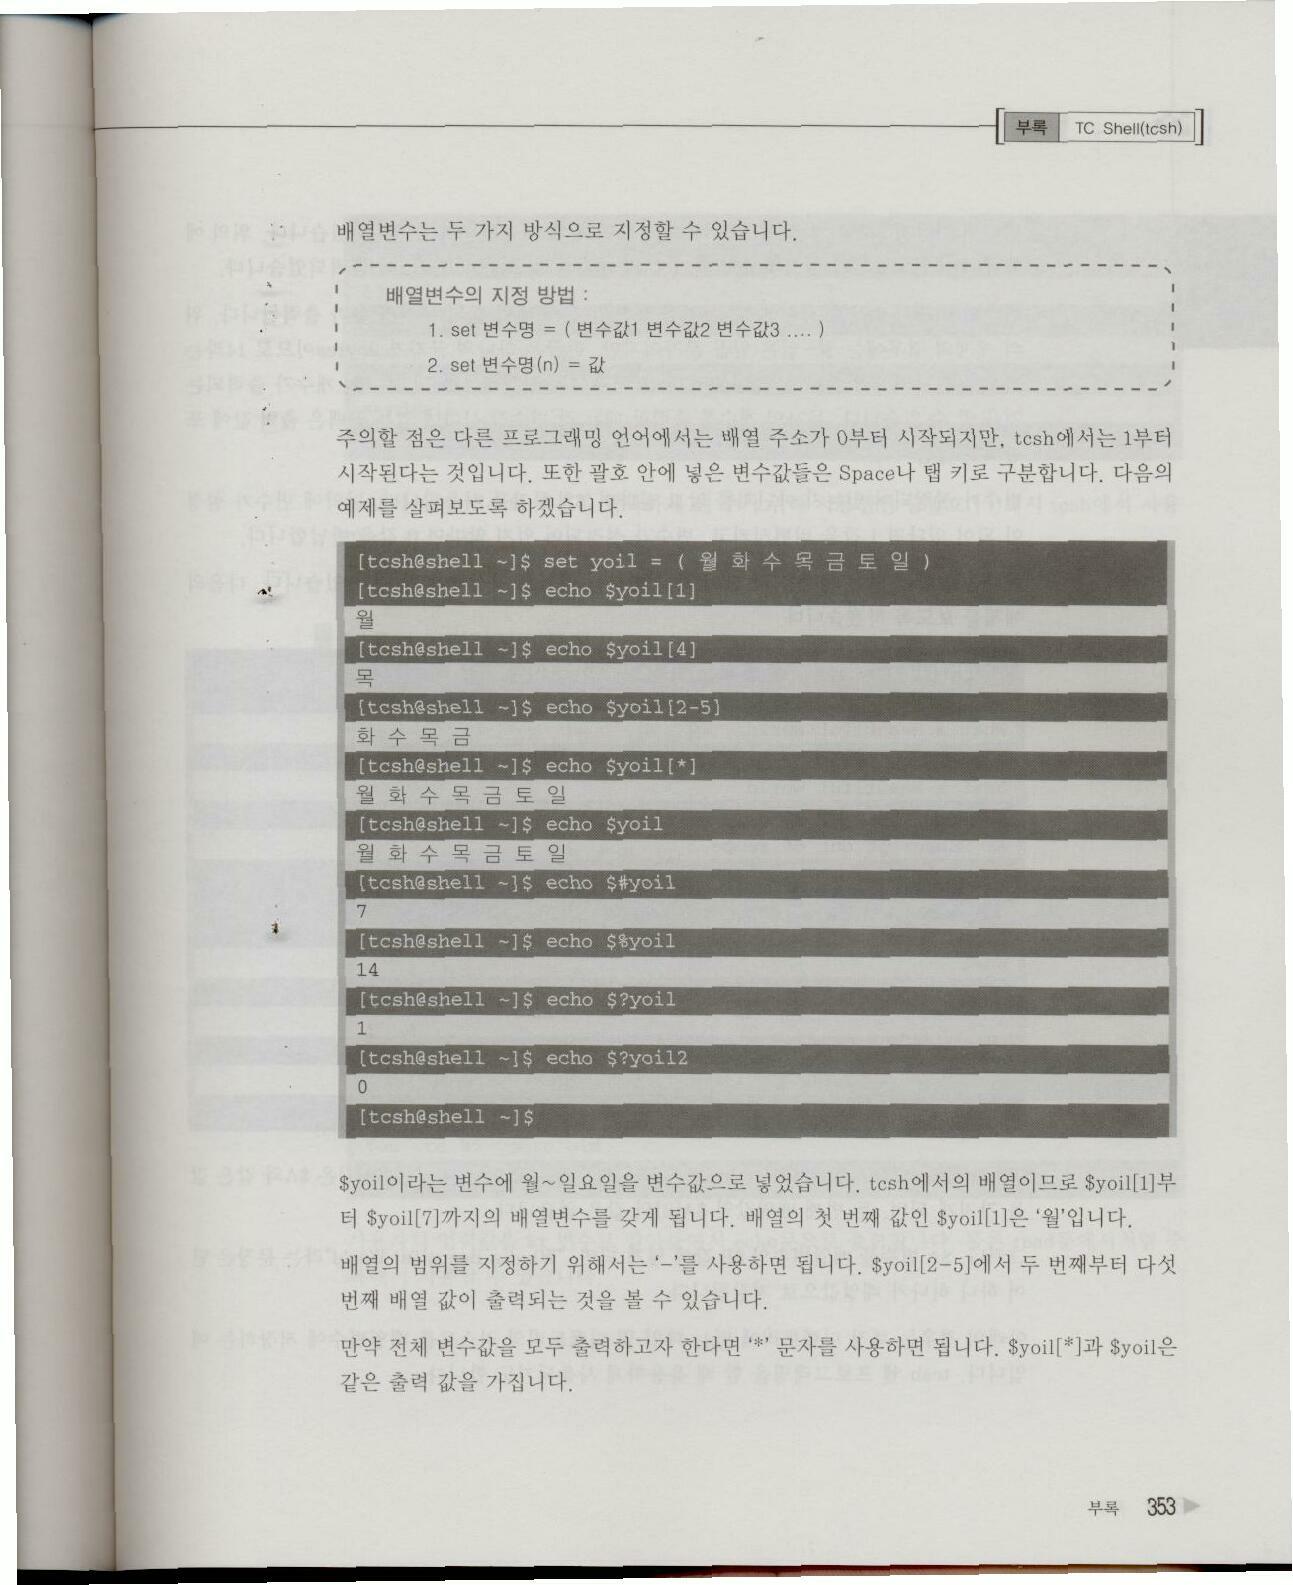 부록 TC Shell(tcsh)
배열변수는 두 가지 방식으로 지정할 수 있습니다.
배열변수의 지정 방법 :
1. set 변수명 = ( 변수값1 변수값2 변수값3 .... )
2. set 변수명(n) = 값
주의할 점은 다른 프로그래밍 언어에서는 배열 주소가 0부터 시작되지만, tcsh에서는 1부터
시작된다는 것입니다. 또한 괄호 안에 넣은 변수값들은 Space나 탭 키로 구분합니다. 다음의
예제를 살펴보도록 하겠습니다.
[tcsh@shell ~]$ set yoil = ( 월 화 수 목 금 토 일 )
[tcsh@shell ~]$ echo $yoil[1]
월
[tcsh@shell ~]$ echo $yoil[4]
목
[tcsh@shell ~]$ echo $yoil[2-5]
화 수 목 금
[tcsh@shell ~]$ echo $yoil[*]
월 화 수 목 금 토 일
[tcsh@shell ~]$ echo $yoil
월 화 수 목 금 토 일
[tcsh@shell ~]$ echo $#yoil
7
[tcsh@shell ~]$ echo $%yoil
14
[tcsh@shell ~]$ echo $?yoil
1
[tcsh@shell ~]$ echo $?yoil2
0
[tcsh@shell ~]$
$yoil이라는 변수에 월~일요일을 변수값으로 넣었습니다. tcsh에서의 배열이므로 $yoil[1]부
터 $yoil[7]까지의 배열변수를 갖게 됩니다. 배열의 첫 번째 값인 $yoil[1]은 ‘월’입니다.
배열의 범위를 지정하기 위해서는 ‘-’를 사용하면 됩니다. $yoil[2-5]에서 두 번째부터 다섯
번째 배열 값이 출력되는 것을 볼 수 있습니다.
만약 전체 변수값을 모두 출력하고자 한다면 ‘*’ 문자를 사용하면 됩니다. $yoil[*]과 $yoil은
같은 출력 값을 가집니다.
부록 353